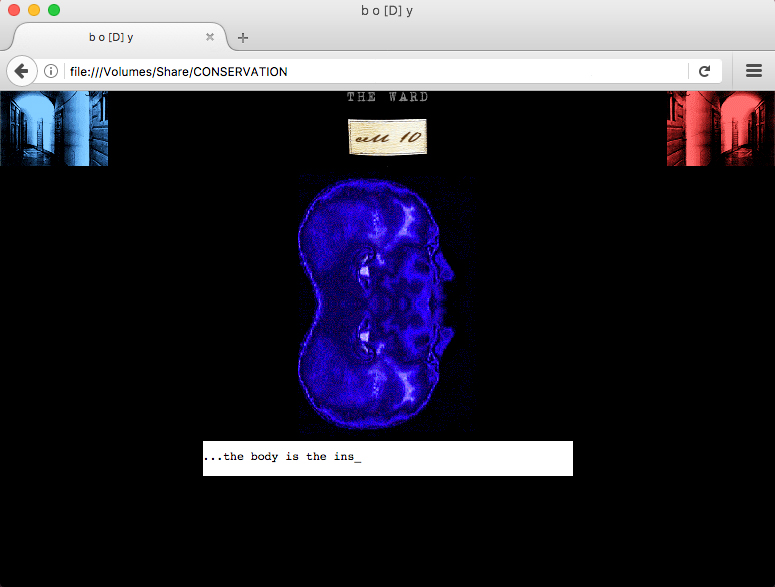 b o [D] y
b o [D] y
file:///Volumes/Share/CONSERVATION
THE WARD
cell 10
...the body is the ins_